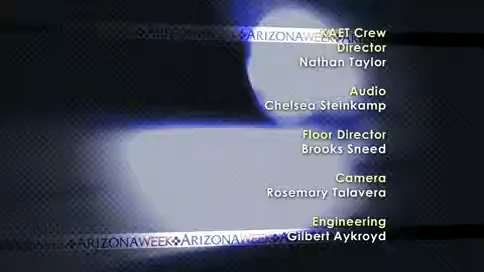 ARIZONAWEEK
KAET Crew
Director
Nathan Taylor
Audio
Chelsea Steinkamp
Floor Director
Brooks Sneed
Camera
Rosemary Talavera
Engineering
Gilbert Aykroyd
ARIZONAWEEK ARIZONAWEEK